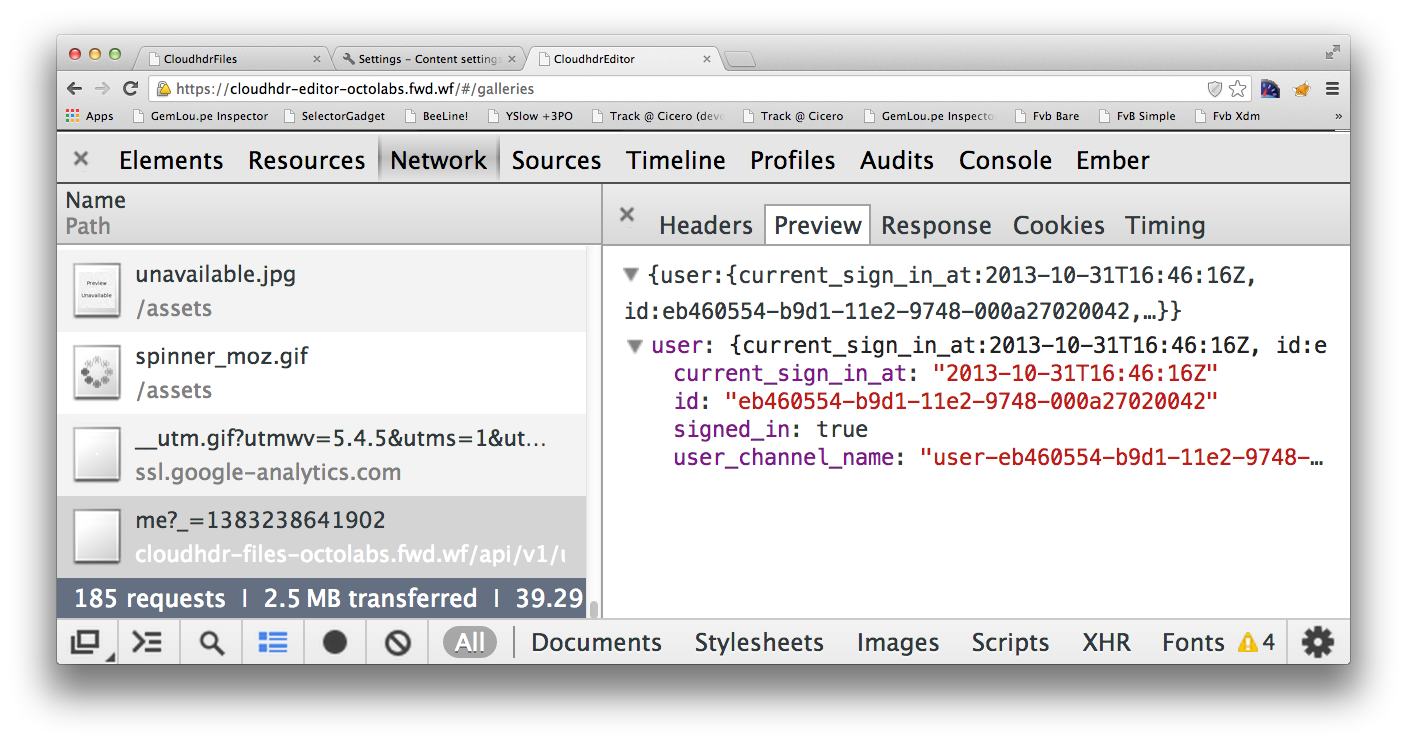 CloudhdrFiles
Settings - Content settings
CloudhdrEditor
https://cloudhdr-editor-octolabs.fwd.wf/#/galleries
Apps GemLou.pe Inspector SelectorGadget BeeLine! YSlow +3PO Track @ Cicero (dev Track @ Cicero GemLou.pe Inspecto Fvb Bare FvB Simple Fvb Xdm »
Elements Resources Network Sources Timeline Profiles Audits Console Ember
Name
Path
Headers Preview Response Cookies Timing
unavailable.jpg
/assets
Preview
Unavailable
spinner_moz.gif
/assets
__utm.gif?utmwv=5.4.5&utms=1&ut…
ssl.google-analytics.com
me?_=1383238641902
cloudhdr-files-octolabs.fwd.wf/api/v1/u
185 requests | 2.5 MB transferred | 39.29
{user:{current_sign_in_at:2013-10-31T16:46:16Z,
id:eb460554-b9d1-11e2-9748-000a27020042,…}}
user: {current_sign_in_at:2013-10-31T16:46:16Z, id:e
current_sign_in_at: "2013-10-31T16:46:16Z"
id: "eb460554-b9d1-11e2-9748-000a27020042"
signed_in: true
user_channel_name: "user-eb460554-b9d1-11e2-9748-…
All Documents Stylesheets Images Scripts XHR Fonts 4